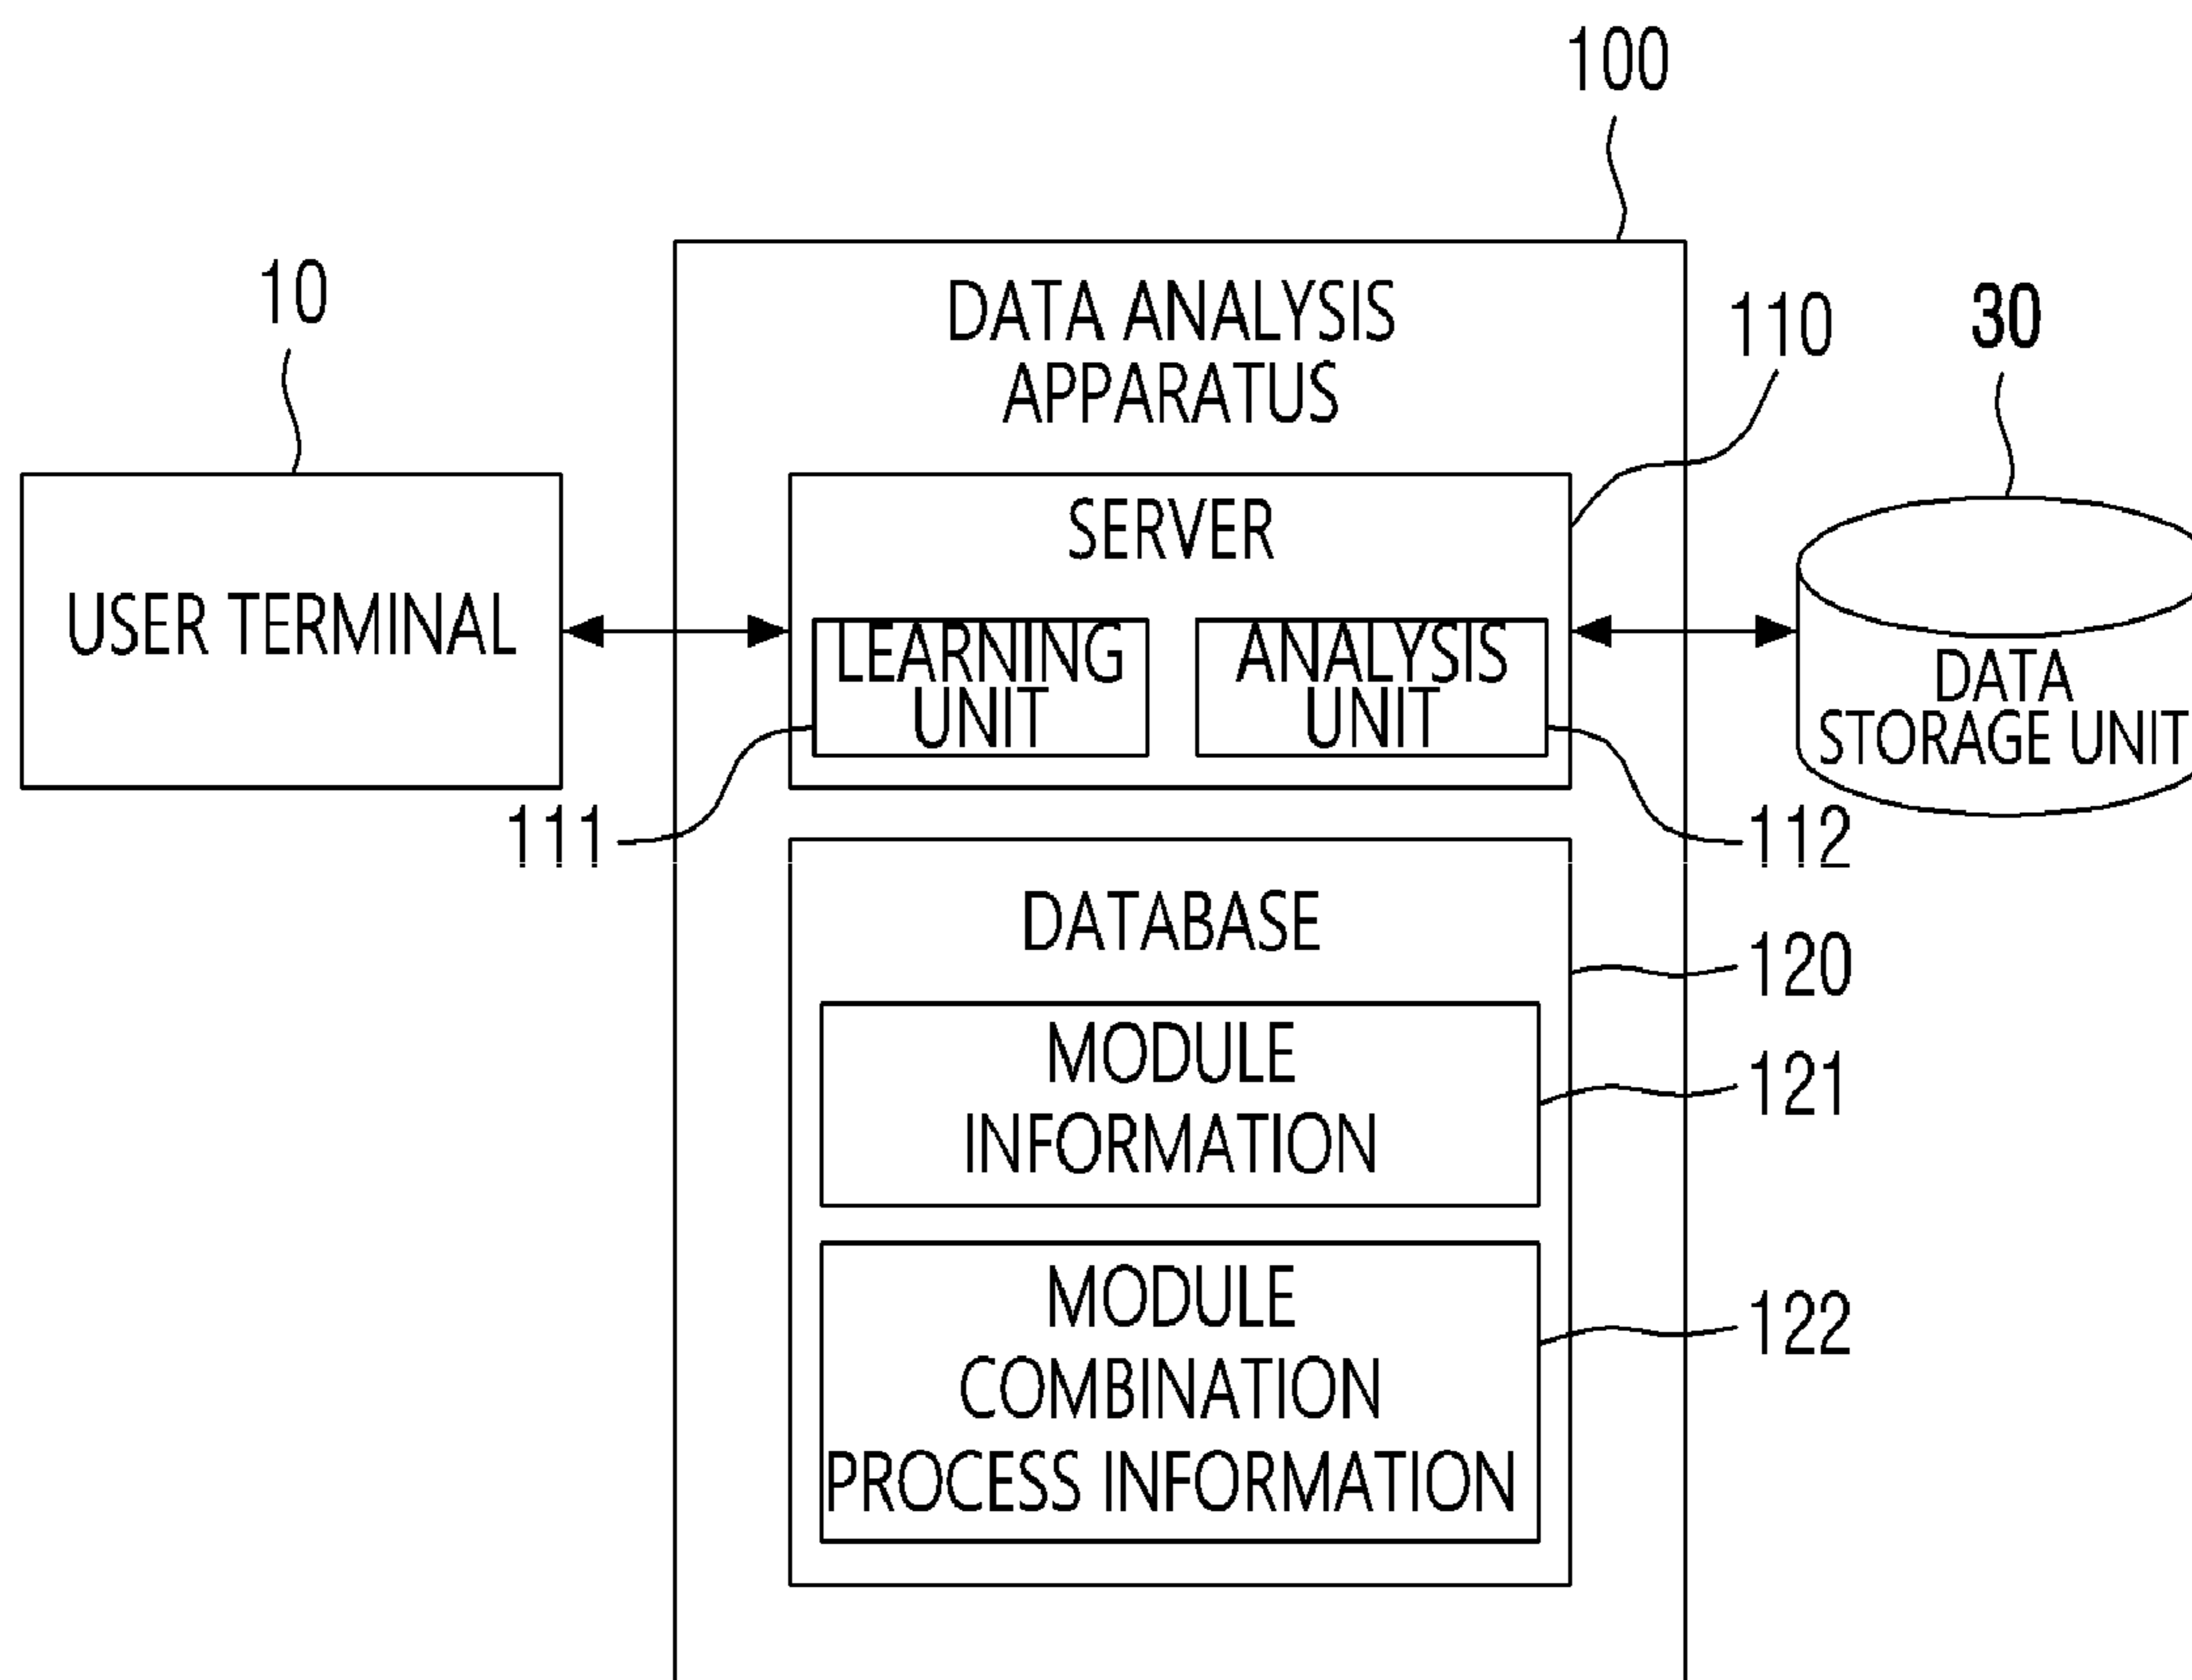 100
10
DATA ANALYSIS
APPARATUS
110
30
SERVER
USER TERMINAL
LEARNING
UNIT
ANALYSIS
UNIT
DATA
STORAGE UNIT
111
112
DATABASE
120
MODULE
INFORMATION
121
MODULE
COMBINATION
PROCESS INFORMATION
122